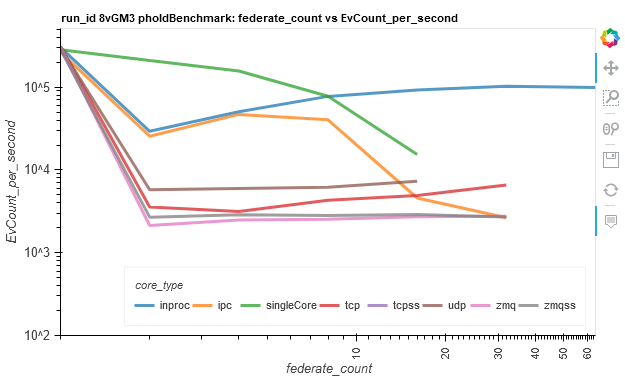 run_id 8vGM3 pholdBenchmark: federate_count vs EvCount_per_second
EvCount_per_second
10^5
10^4
10^3
10^2
core_type
inproc ipc singleCore tcp tcpss udp zmq zmqss
10 20 30 40 50 60
federate_count